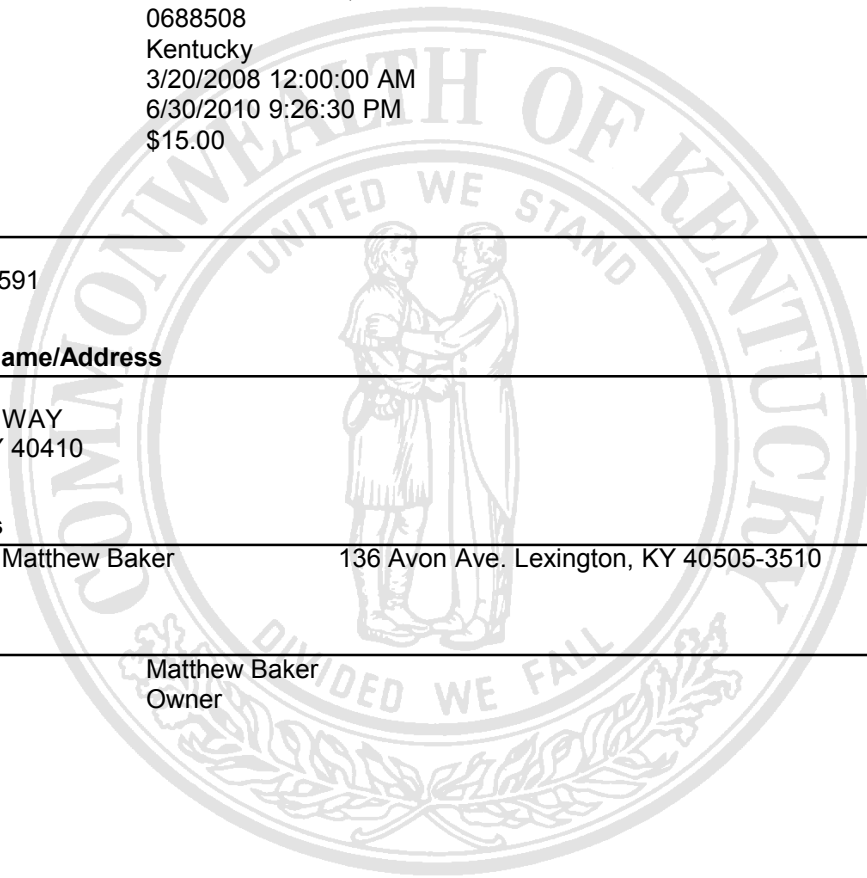 0688508
Kentucky
3/20/2008 12:00:00 AM
6/30/2010 9:26:30 PM
$15.00
COMMONWEALTH OF KENTUCKY
UNITED WE STAND
591
ame/Address
WAY
40410
s
Matthew Baker 136 Avon Ave. Lexington, KY 40505-3510
DIVIDED WE FALL
Matthew Baker
Owner